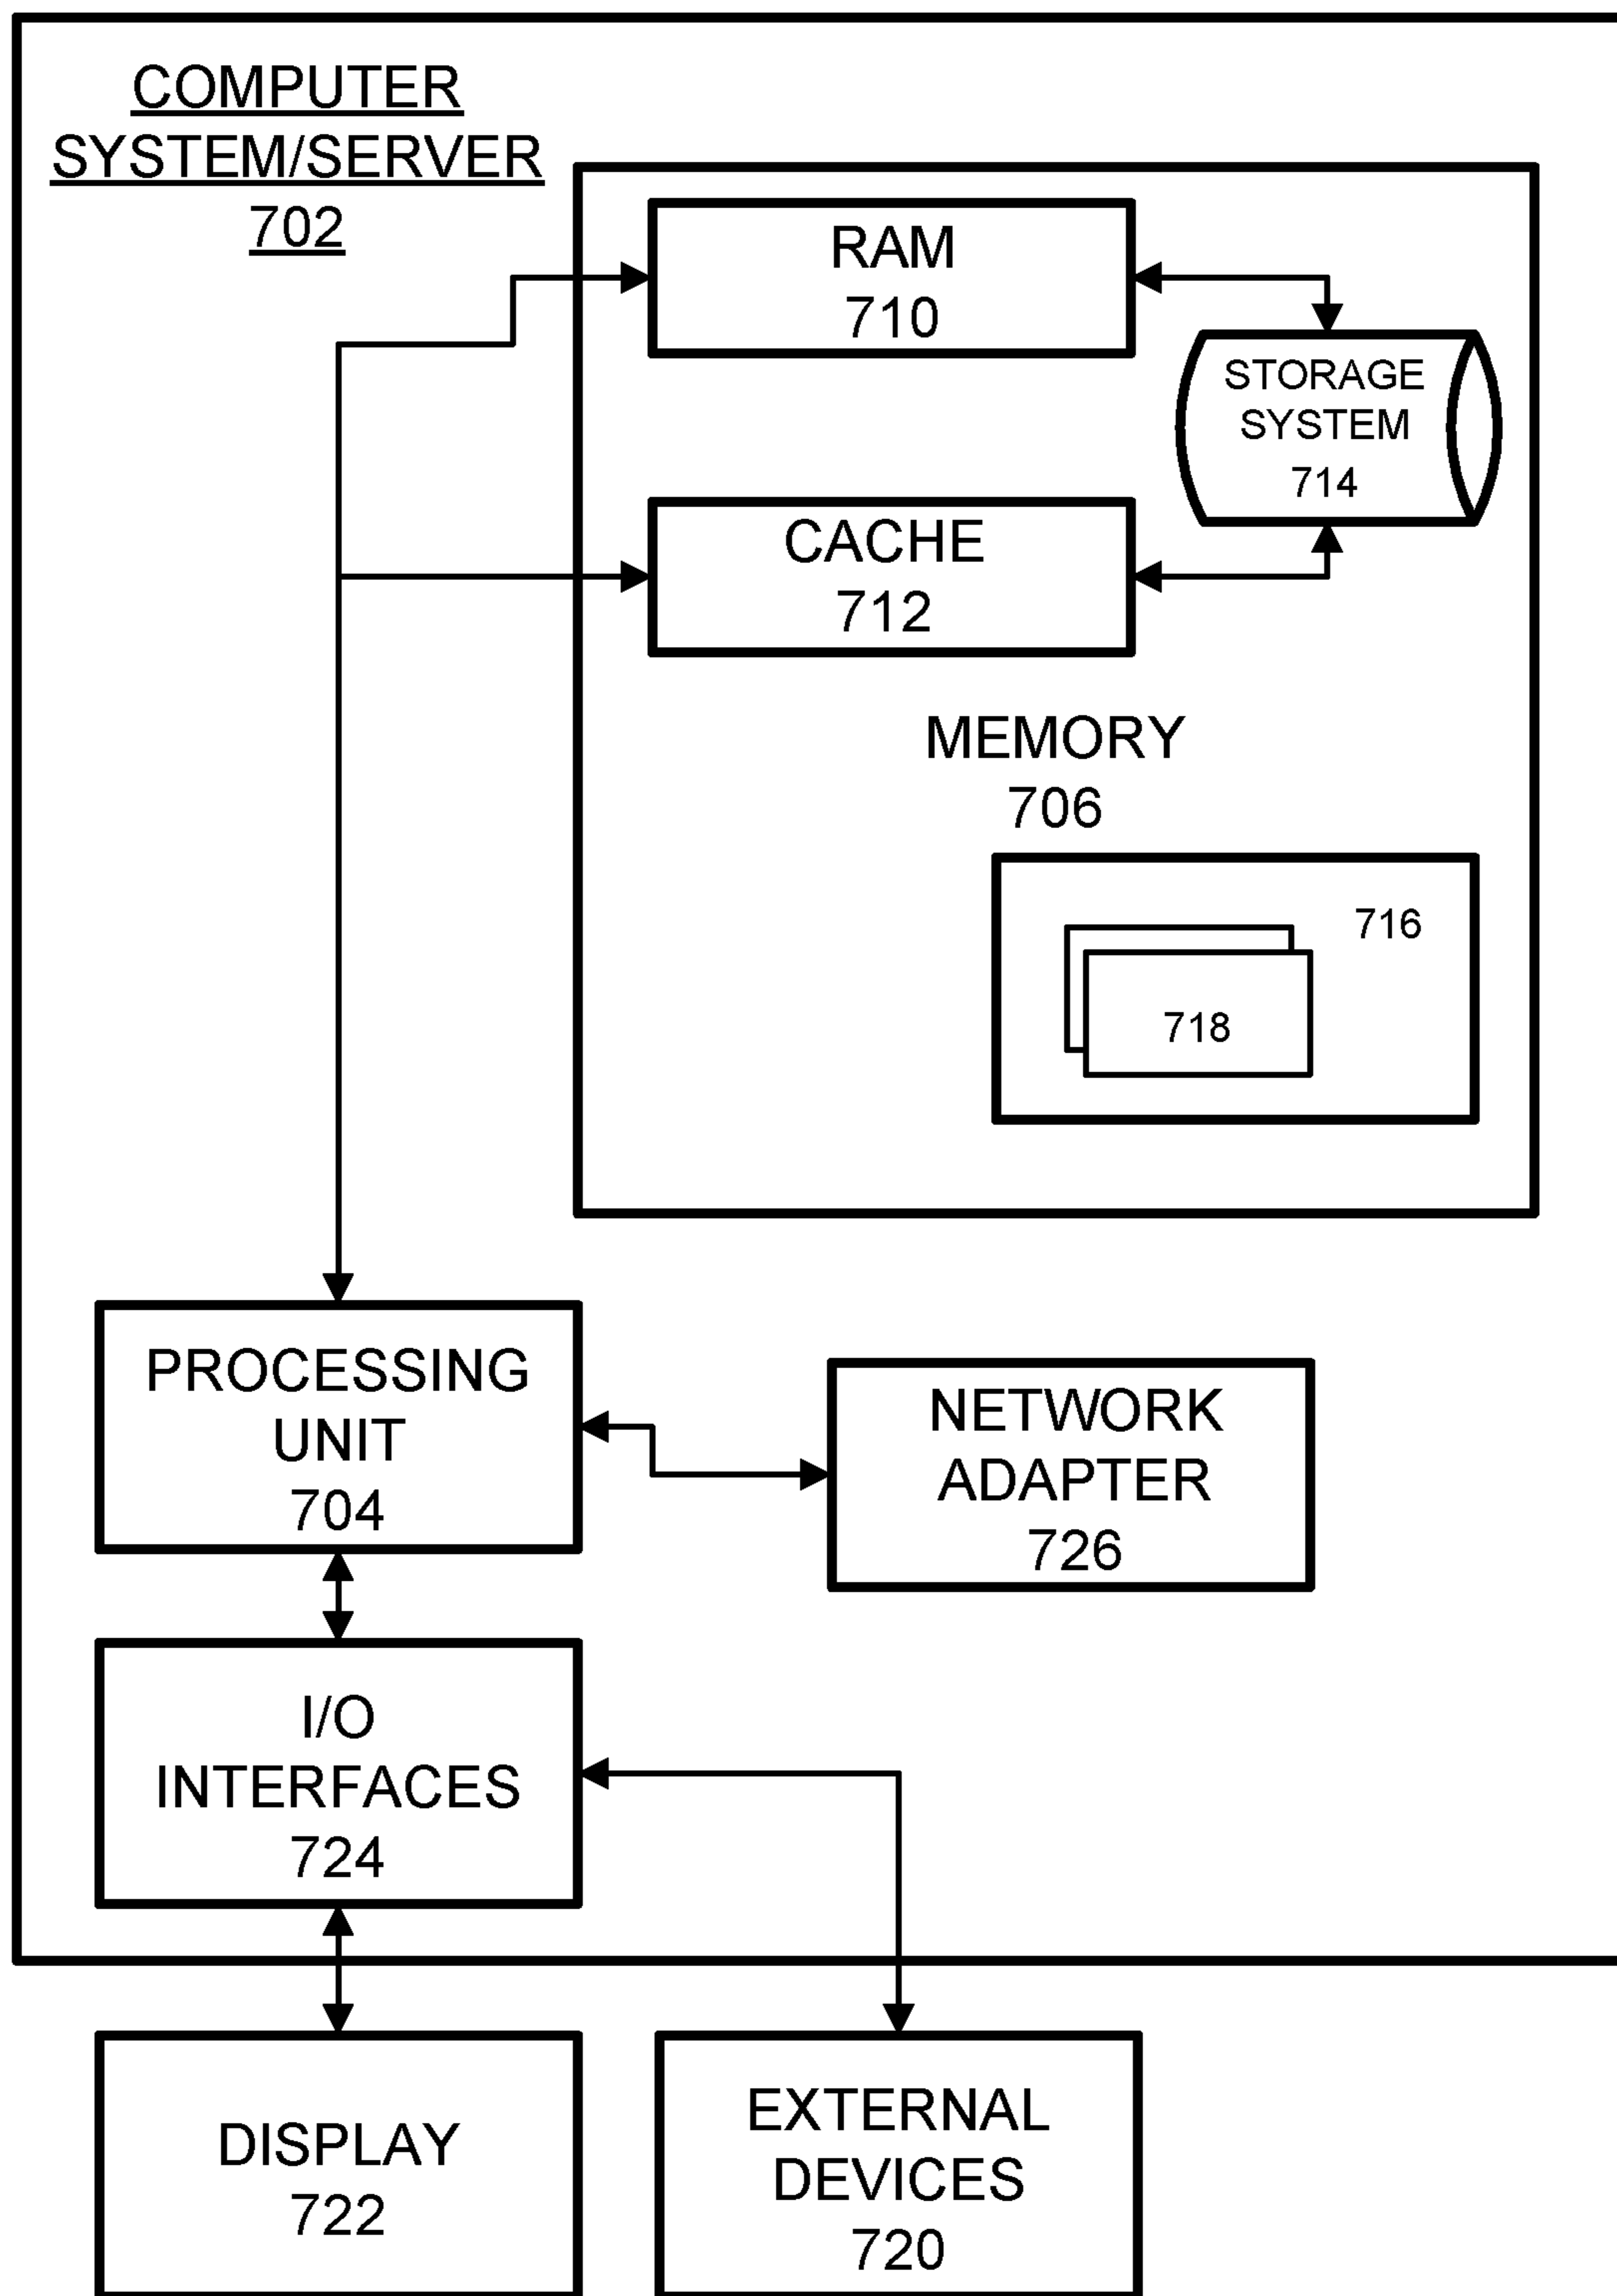 COMPUTER
SYSTEM/SERVER
702
RAM
710
STORAGE
SYSTEM
714
CACHE
712
MEMORY
706
716
718
PROCESSING
UNIT
704
NETWORK
ADAPTER
726
I/O
INTERFACES
724
DISPLAY
722
EXTERNAL
DEVICES
720